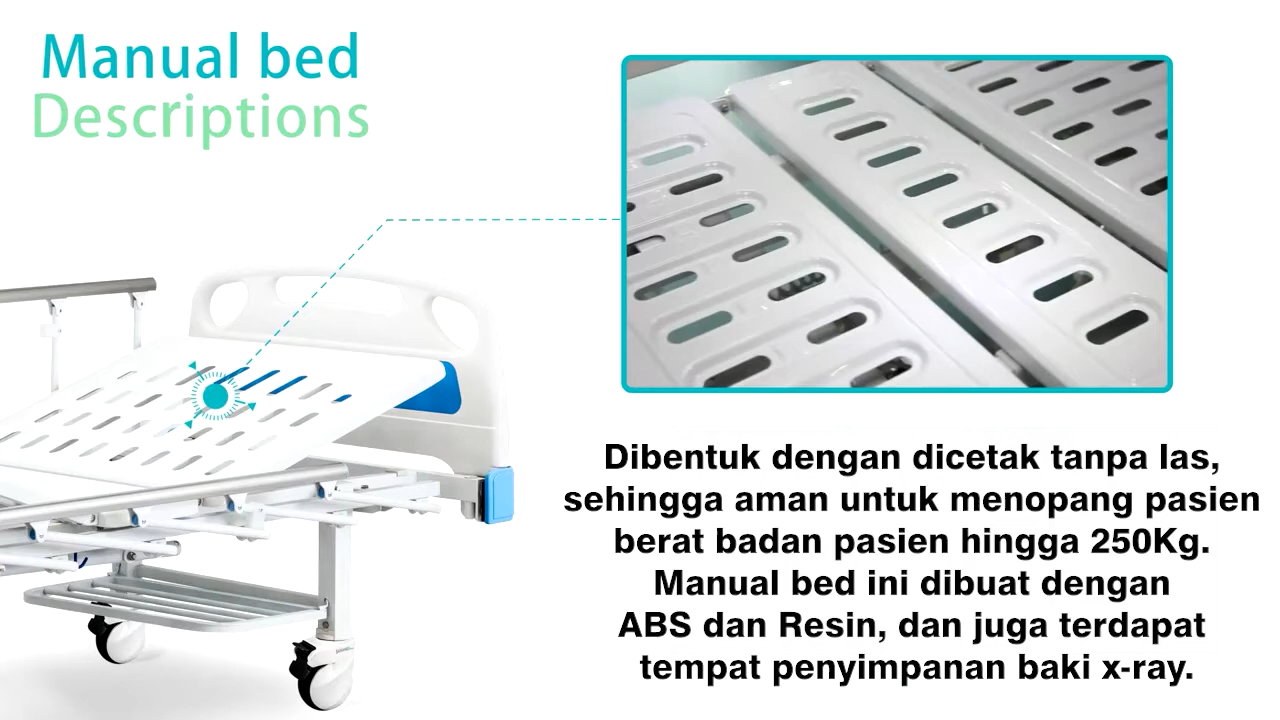 Manual bed
Descriptions
Dibentuk dengan dicetak tanpa las,
sehingga aman untuk menopang pasien
berat badan pasien hingga 250Kg.
Manual bed ini dibuat dengan
ABS dan Resin, dan juga terdapat
tempat penyimpanan baki x-ray.